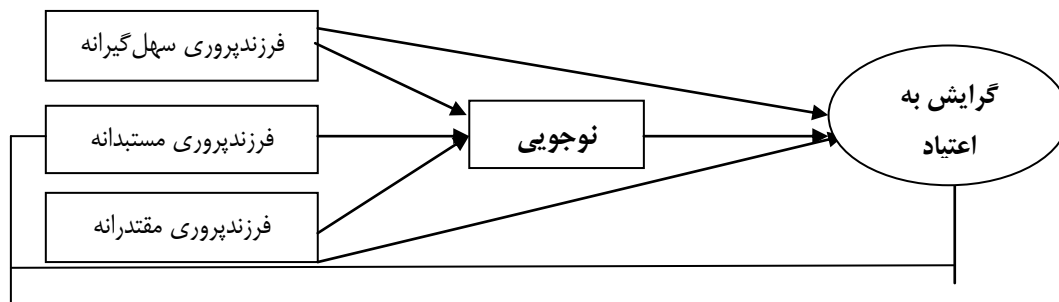 فرزندپروری سهل‌گیرانه
فرزندپروری مستبدانه
فرزندپروری مقتدرانه
نوجویی
گرایش به
اعتیاد